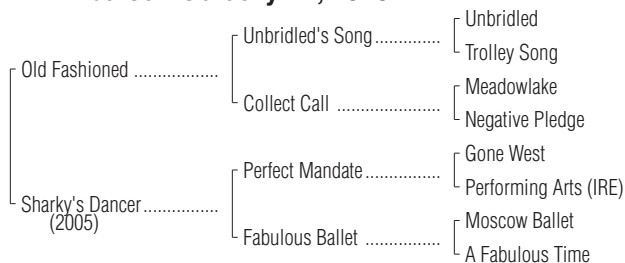 Unbridled
Unbridled's Song..............
Trolley Song
Old Fashioned ..................
Meadowlake
Collect Call ......................
Negative Pledge
Gone West
Perfect Mandate................
Performing Arts (IRE)
Sharky's Dancer................
(2005)
Moscow Ballet
Fabulous Ballet ................
A Fabulous Time